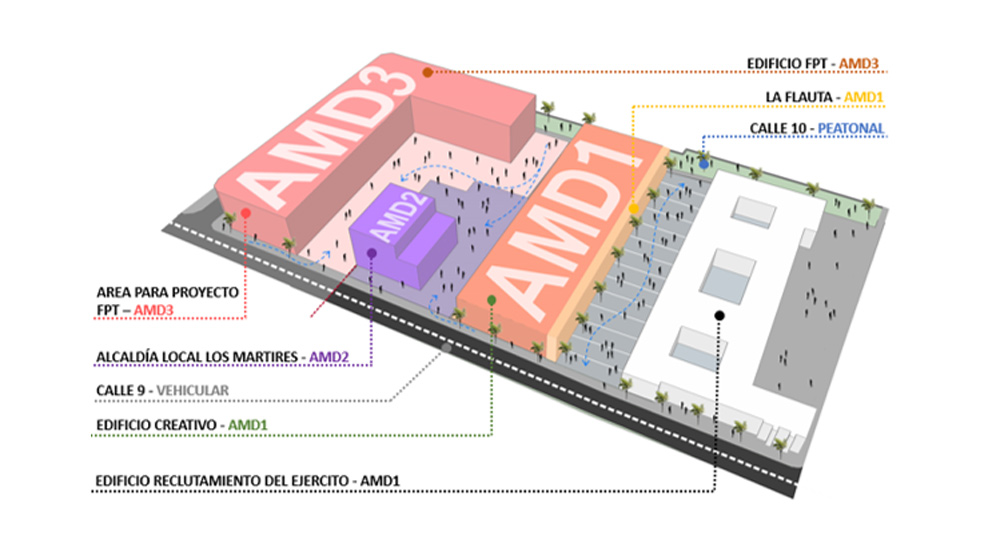 EDIFICIO FPT - AMD3
LA FLAUTA - AMD1
CALLE 10 - PEATONAL
AMD3
AMD1
AMD2
AREA PARA PROYECTO
FPT – AMD3
ALCALDÍA LOCAL LOS MARTIRES - AMD2
CALLE 9 - VEHICULAR
EDIFICIO CREATIVO - AMD1
EDIFICIO RECLUTAMIENTO DEL EJERCITO - AMD1